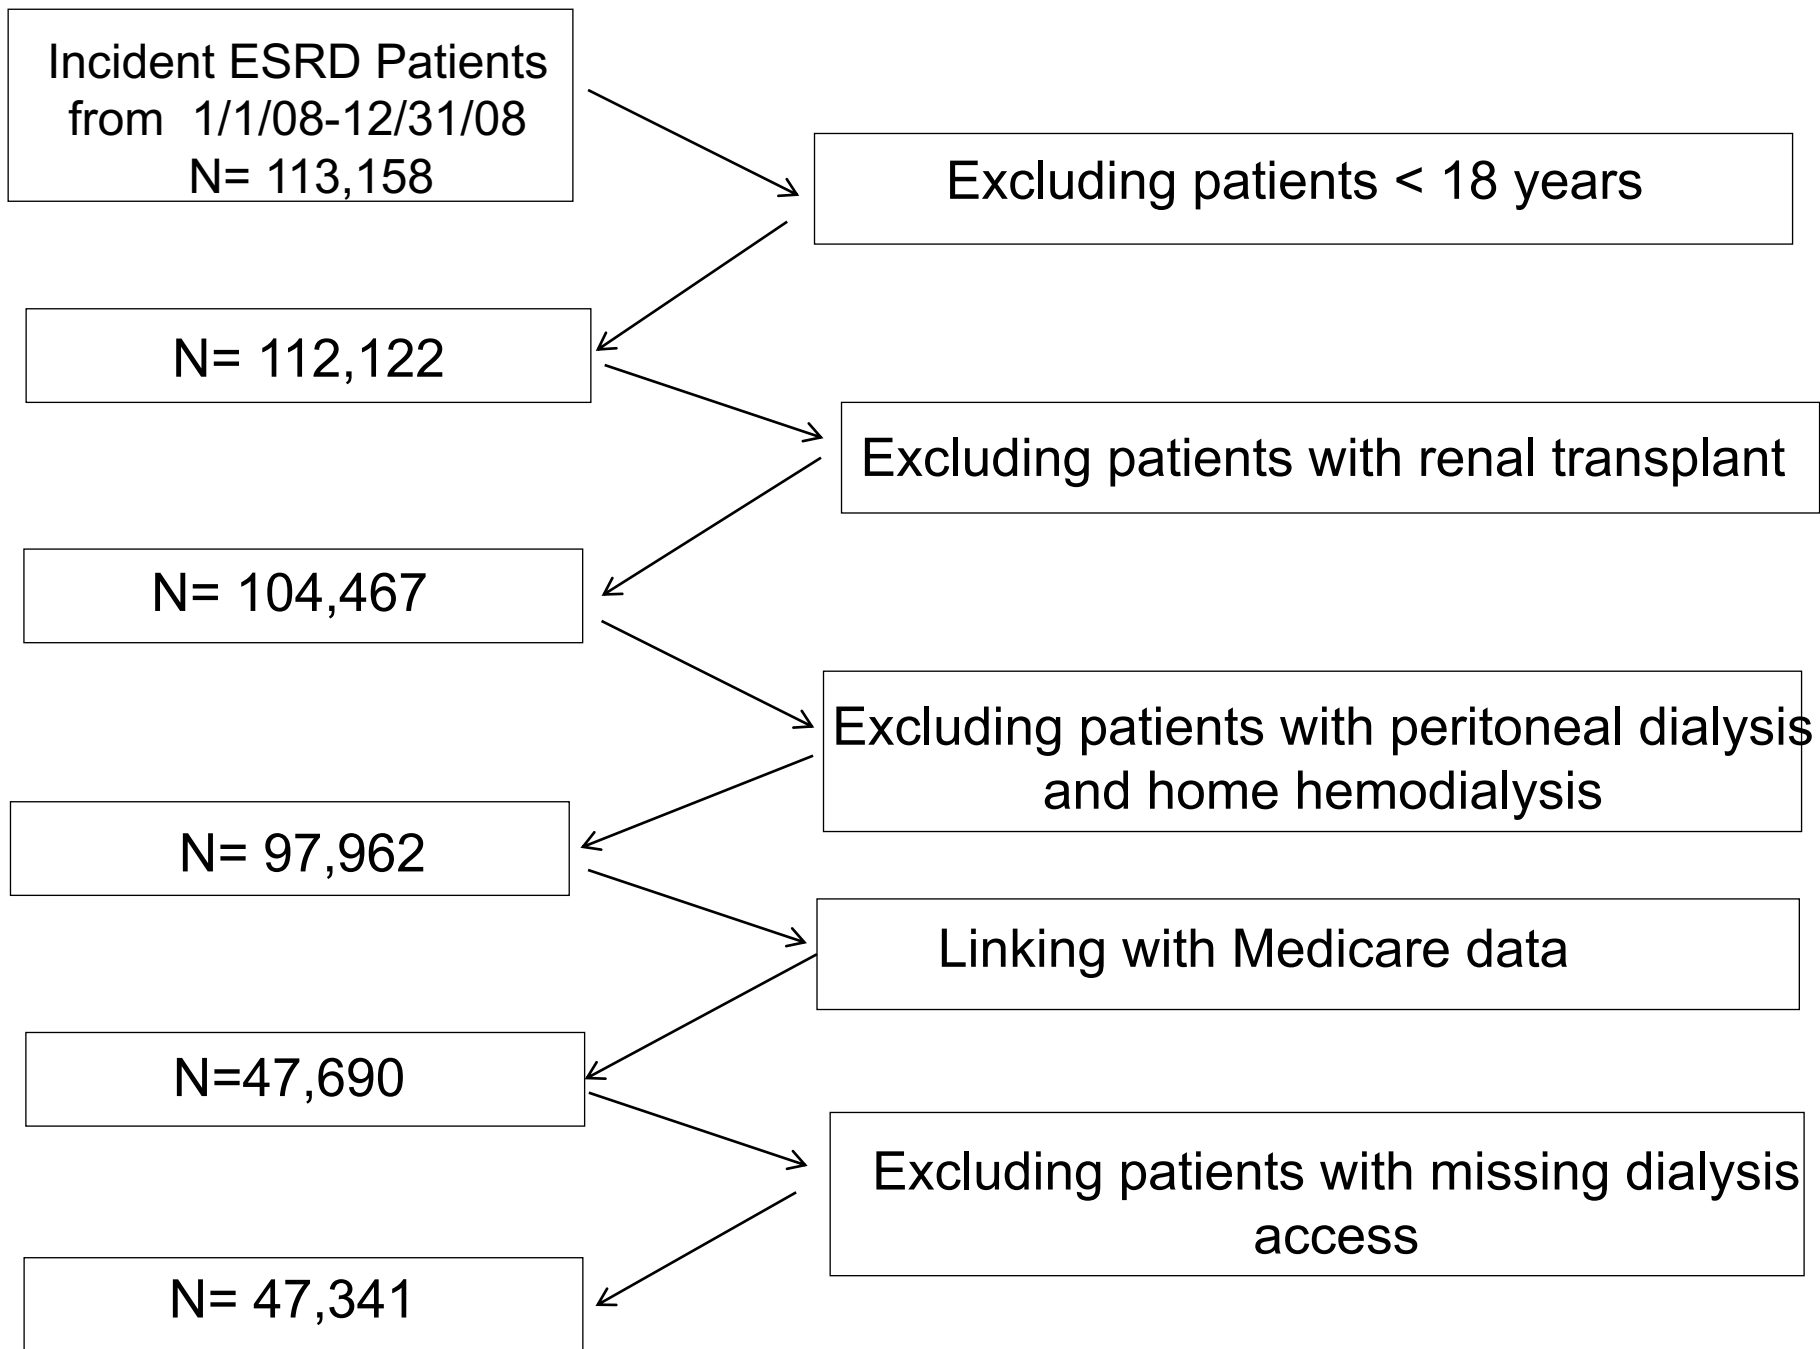 Incident ESRD Patients
from 1/1/08-12/31/08
N= 113,158
Excluding patients < 18 years
N= 112,122
Excluding patients with renal transplant
N= 104,467
Excluding patients with peritoneal dialysis
and home hemodialysis
N= 97,962
Linking with Medicare data
N=47,690
Excluding patients with missing dialysis
access
N= 47,341